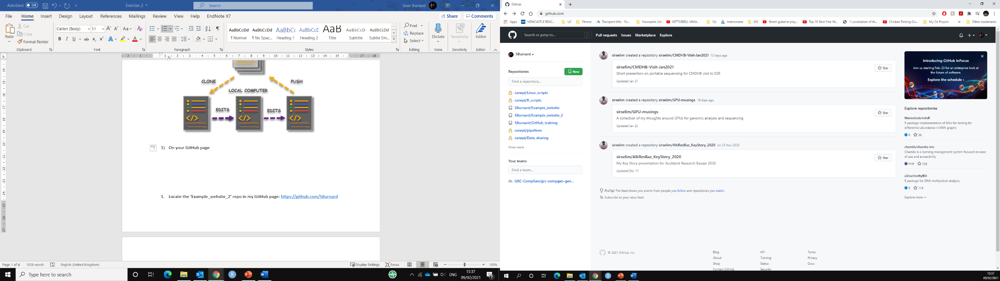 AutoSave Off
Exercise_2
Search
Sean Burnard
File Home Insert Design Layout References Mailings Review View Help EndNote X7
Share Comments
Paste
Cut
Copy
Format Painter
Clipboard
Calibri (Body) 11
Font
Paragraph
AaBbCcDd AaBbCcDd AaBbCc AaBbCcE AaB AaBbCcD AaBbCcDd
¶ Normal ¶ No Spac... Heading 1 Heading 2 Title Subtitle Subtle Em...
Styles
Find
Replace
Select
Editing
Dictate
Voice
Sensitivity
Sensitivity
Editor
Editor
CLONE PUSH
LOCAL COMPUTER
EDITS EDITS
1) On your GitHub page
1. Locate the ‘Example_website_2’ repo in my GitHub page: https://github.com/SBurnard
Page 1 of 4 1028 words English (United Kingdom)
Display Settings Focus 100%
Type here to search
ENG
15:37
09/02/2021
GitHub
github.com
Apps NEWCASTLE BEAC... UC Fitness Transport Info - Pu... Newcastle Uni KETTLEBELL MMA... Oz metronome MS Street guitarist play... Top 10 Best Free M... 1 Localisation of th... Chicken Picking Gui... My Oz Project » Other bookmarks
Search or jump to... /
Pull requests Issues Marketplace Explore
SBurnard
Repositories
New
Find a repository...
canepi/Linux_scripts
canepi/R_scripts
SBurnard/Example_website
SBurnard/Example_website_2
SBurnard/GitHub_training
canepi/pipelines
canepi/Data_sharing
Show more
Your teams
Find a team...
GRC-CompGen/grc-compgen-gen...
sirselim created a repository sirselim/CMDHB-Visit-Jan2021 13 days ago
sirselim/CMDHB-Visit-Jan2021
Star
Short presention on portable sequencing for CMDHB visit to ESR
Updated Jan 27
sirselim created a repository sirselim/GPU-musings 19 days ago
sirselim/GPU-musings
Star
A collection of my thoughts around GPUs for genomic analysis and sequencing
Updated Jan 22
sirselim created a repository sirselim/AlkResBaz_KeyStory_2020 on 23 Nov 2020
sirselim/AlkResBaz_KeyStory_2020
Star
My Key Story presentation for Auckland Research Bazaar 2020
Updated Dec 11
ProTip! The feed shows you events from people you follow and repositories you watch.
Subscribe to your news feed
Introducing GitHub InFocus
Join us starting Feb. 23 for an enterprise look at
the future of software.
Explore the schedule ›
Explore repositories
MarioniLab/miloR
R package implementation of Milo for testing for
differential abundance in KNN graphs
R 36
chamilo/chamilo-lms
Chamilo is a learning management system focused on ease
of use and accessibility
PHP 538
al2na/methylKit
R package for DNA methylation analysis
R 114
Explore more →
© 2021 GitHub, Inc.
Blog API Terms
About Training Privacy
Shop Status Docs
Contact GitHub Security
15:37
09/02/2021